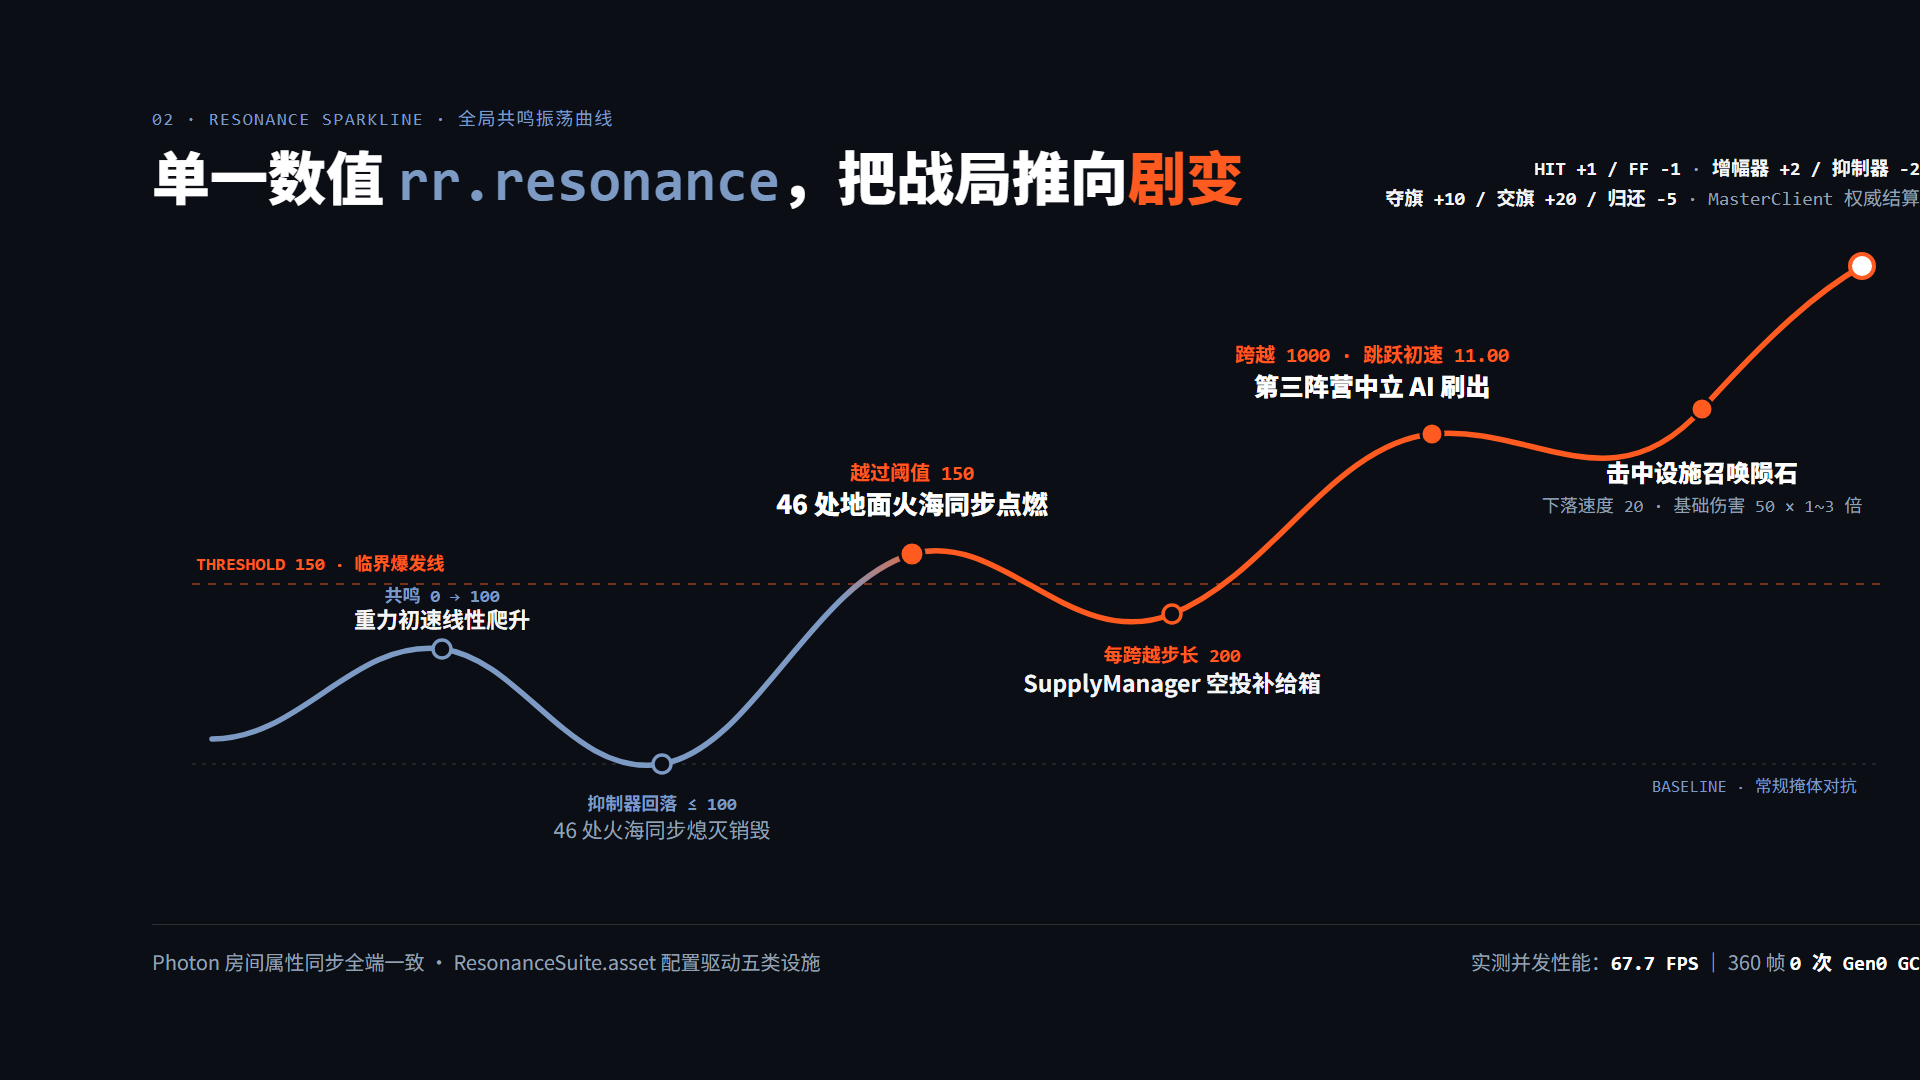 02 · RESONANCE SPARKLINE · 全局共鸣振荡曲线
单一数值 rr.resonance，把战局推向剧变
HIT +1 / FF -1 · 增幅器 +2 / 抑制器 -2
守旗 +10 / 交旗 +20 / 归还 -5 · MasterClient 权威结算
跨越 1000 · 跳跃初速 11.00
第三阵营中立 AI 刷出
越过阈值 150
46 处地面火海同步点燃
击中设施召唤陨石
下落速度 20 · 基础伤害 50 × 1~3 倍
THRESHOLD 150 · 临界爆发线
共鸣 0 → 100
重力初速线性爬升
每跨越步长 200
SupplyManager 空投补给箱
BASELINE · 常规掩体对抗
抑制器回落 ≤ 100
46 处火海同步熄灭销毁
Photon 房间属性同步全端一致 • ResonanceSuite.asset 配置驱动五类设施
实测并发性能：67.7 FPS | 360 帧 0 次 Gen0 GC